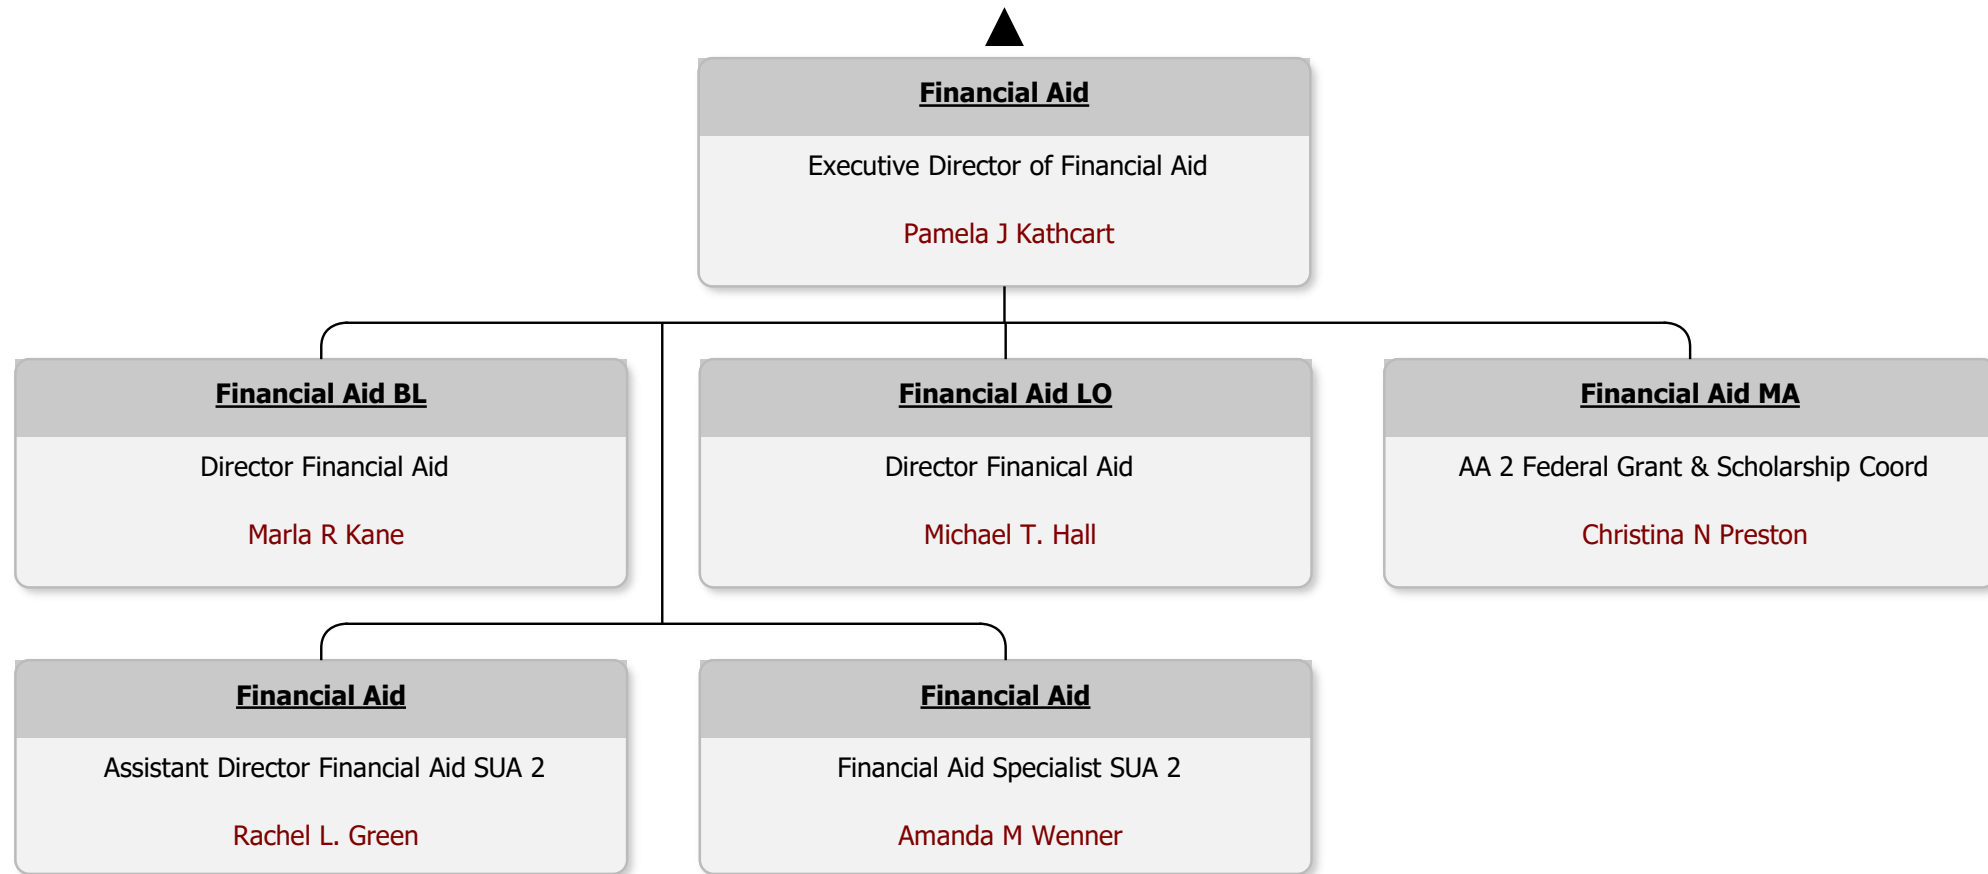 Financial Aid
Executive Director of Financial Aid
Pamela J Kathcart
Financial Aid BL
Director Financial Aid
Marla R Kane
Financial Aid LO
Director Finanical Aid
Michael T. Hall
Financial Aid MA
AA 2 Federal Grant & Scholarship Coord
Christina N Preston
Financial Aid
Assistant Director Financial Aid SUA 2
Rachel L. Green
Financial Aid
Financial Aid Specialist SUA 2
Amanda M Wenner